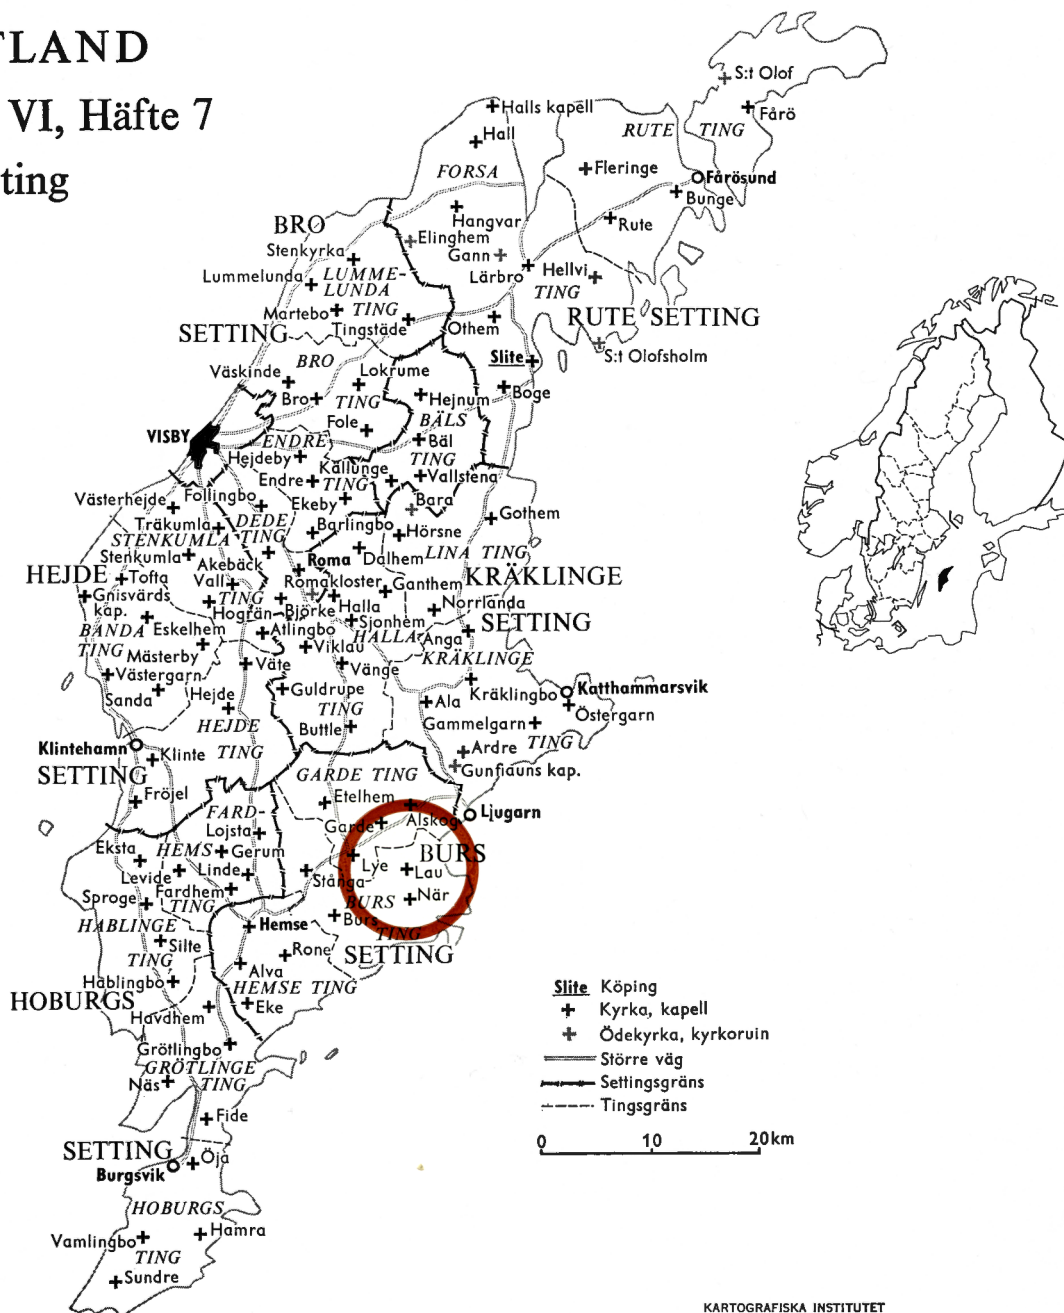 TLAND
VI, Häfte 7
ting
S:t Olof
Halls kapell
RUTE TING
Fårö
Hall
Fleringe
FORSA
Fårösund
Bunge
Hangvar
Rute
BRO
Elinghem
Stenkyrka
Gann
Lummelunda
LUMME-
LUNDA
TING
Lärbro
Hellvi
TING
Martebo
Tingstäde
Othem
RUTE SETTING
SETTING
S:t Olofsholm
BRO
Slite
Väskinde
Lokrume
Boge
Bro
TING
Hejnum
Fole
BÄLS
VISBY
ENDRE
Bäl
Hejdeby
TING
Källunge
Endre
TING
Vallstena
Västerhejde
Follingbo
Ekeby
Bara
Träkumla
DEDE
Barlingbo
Hörsne
Gothem
STENKUMLA
TING
Stenkumla
Akebäck
Roma
Dalhem
LINA TING
HEJDE
Tofta
Vall
Romakloster
Ganthem
KRÄKLINGE
Gnisvärds
kap.
TING
Hogrän
Björke
Halla
Norrlanda
BANDA
Eskelhem
Atlingbo
Sjonhem
SETTING
TING
Mästerby
Viklau
HALLA
Anga
KRÄKLINGE
Västergarn
Väte
Vänge
Sanda
Hejde
Guldrupe
Kräklingbo
Katthammarsvik
HEJDE
TING
Ala
Östergarn
Klintehamn
Klinte
TING
Buttle
Gammelgarn
TING
SETTING
Ardre
Gunfiauns kap.
GARDE TING
Fröjel
Etelhem
FARD-
Garde
Alskog
Ljugarn
Lojsta
Eksta
HEMS
Gerum
BURS
Levide
Linde
Lye
Lau
Fardhem
Stånga
Sproge
TING
BURS
När
HABLINGE
Hemse
Burs
TING
Silte
SETTING
TING
Rone
Alva
Hablingbo
HEMSE TING
HOBURGS
Havdhem
Eke
Grötlingbo
GRÖTLINGE
Näs
TING
Fide
SETTING
Öja
Burgsvik
HOBURGS
Hamra
Vamlingbo
TING
Sundre
Slite Köping
Kyrka, kapell
Ödekyrka, kyrkoruin
Större väg
Settingsgräns
Tingsgräns
0 10 20 km
KARTOGRAFISKA INSTITUTET